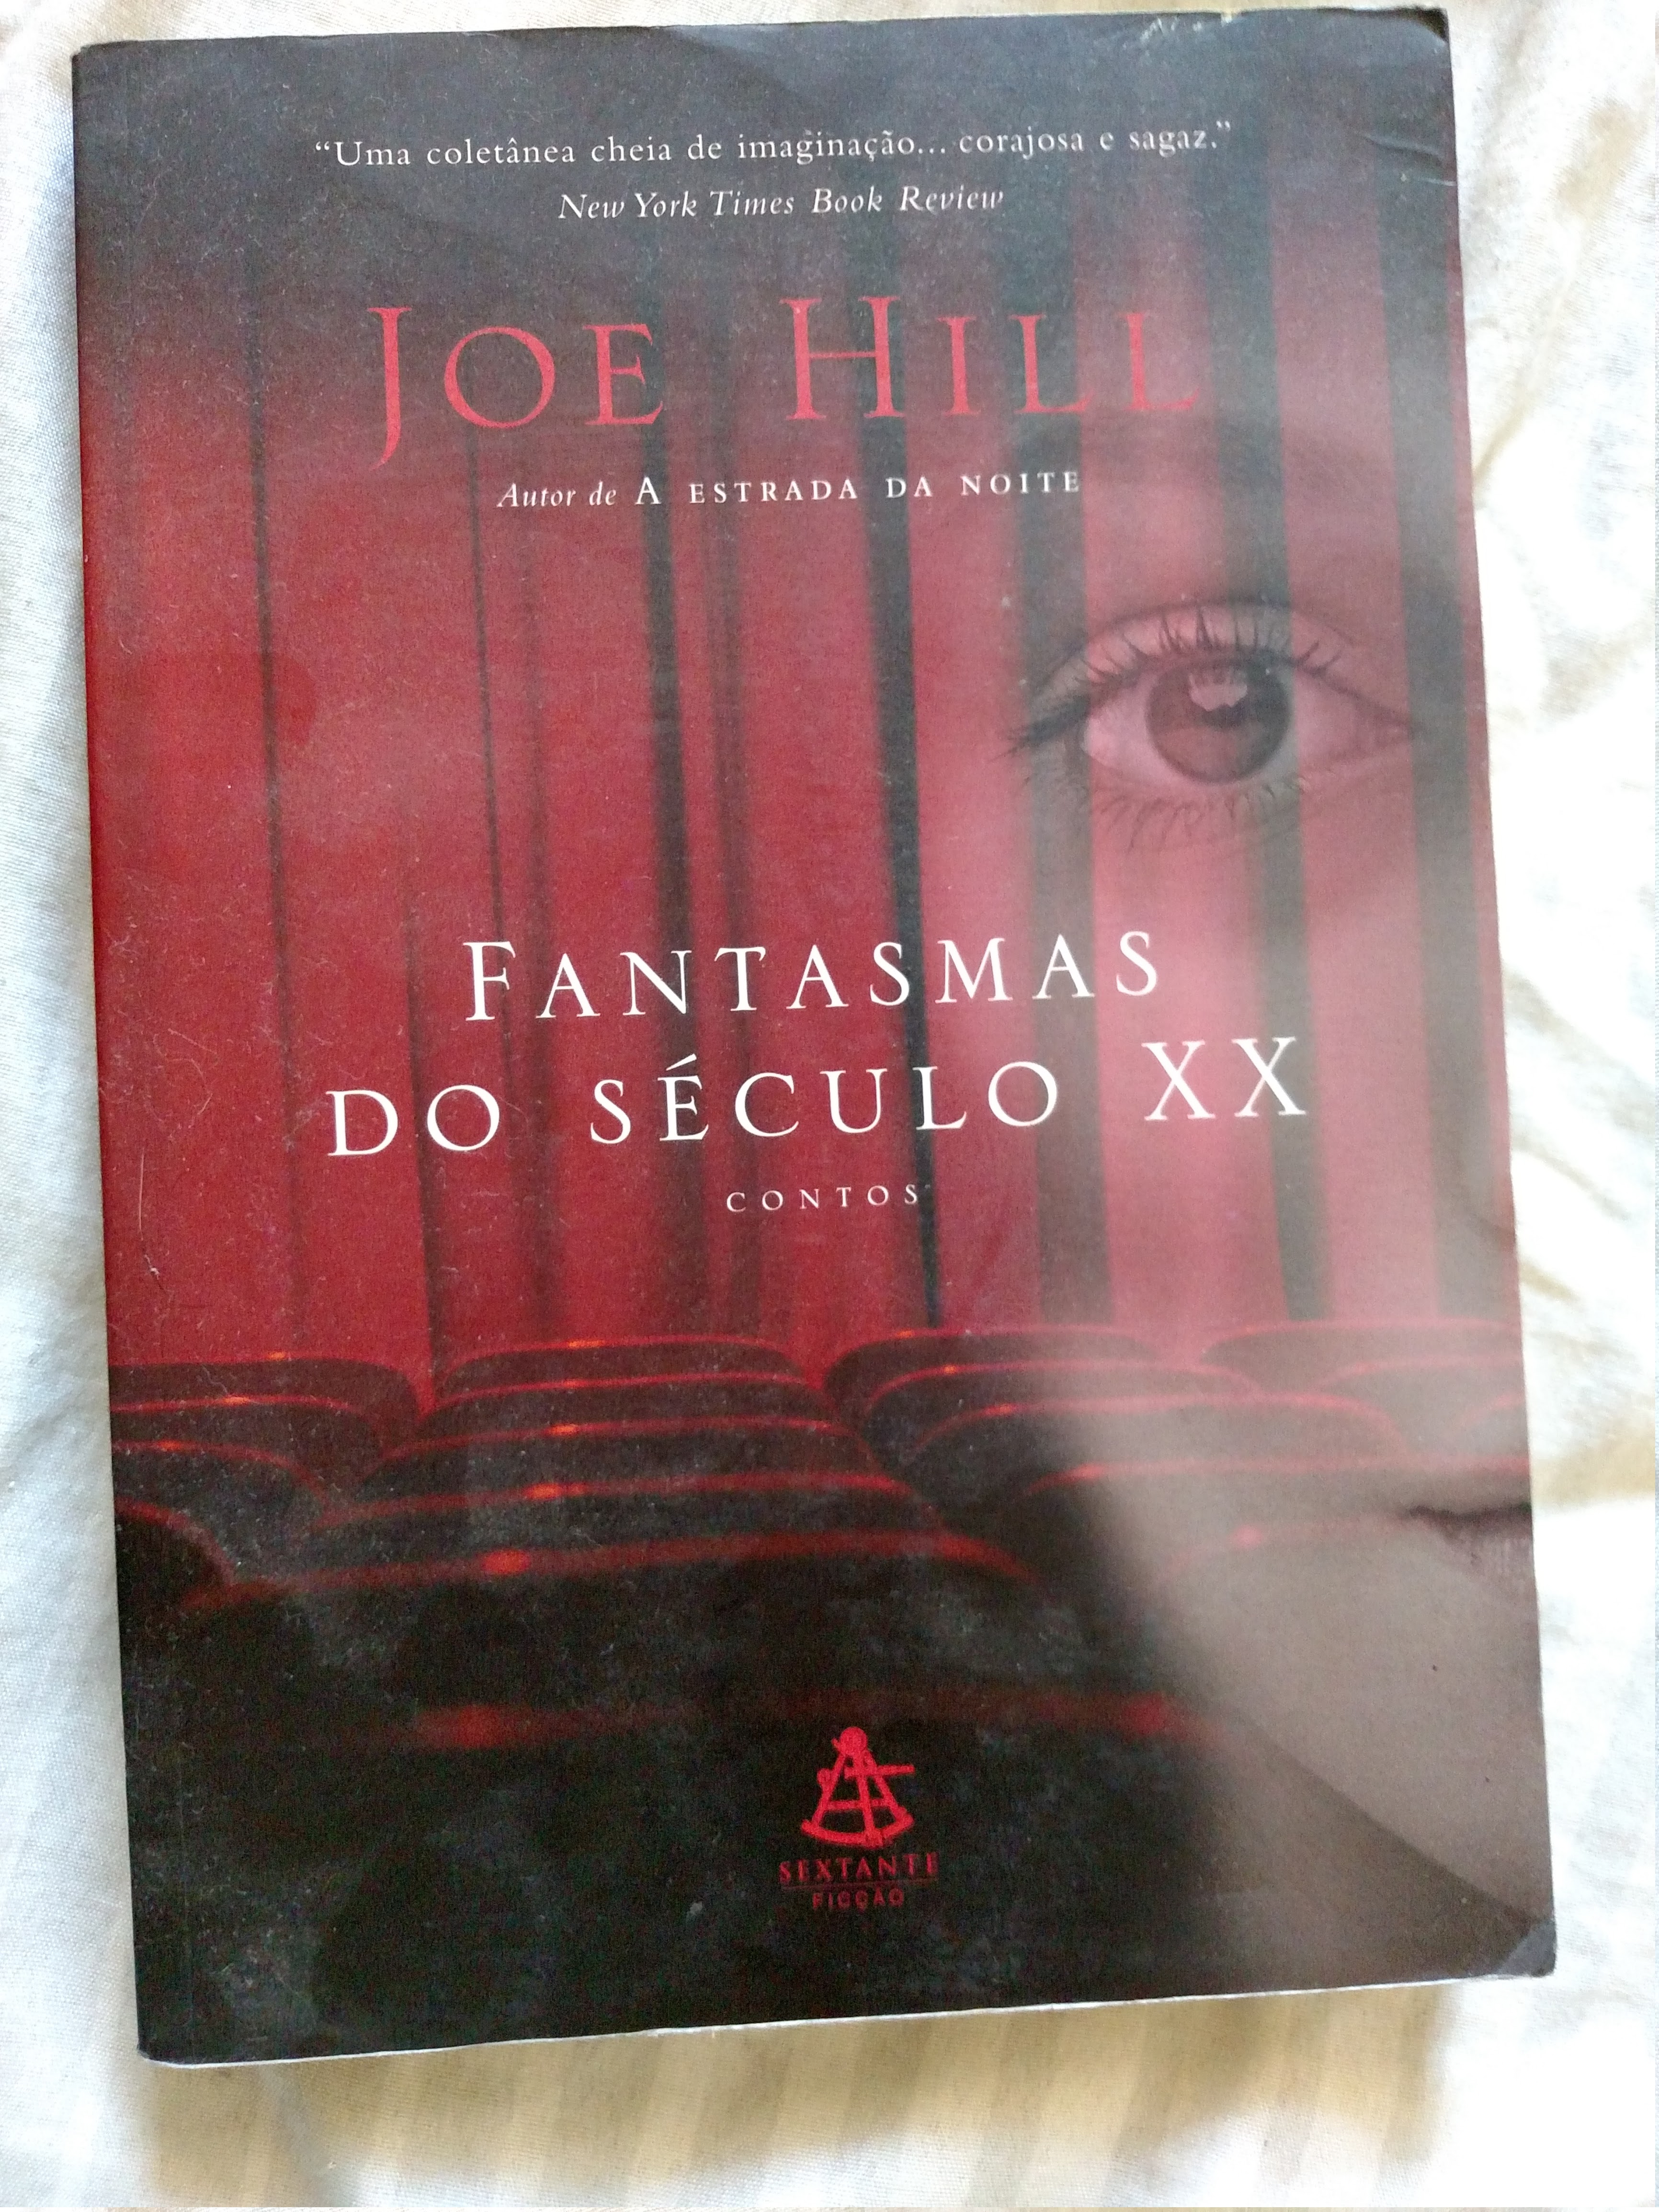 “Uma coletânea cheia de imaginação... corajosa e sagaz.”
New York Times Book Review
JOE HILL
Autor de A ESTRADA DA NOITE
FANTASMAS
DO SÉCULO XX
CONTOS
SEXTANTE
FICÇÃO